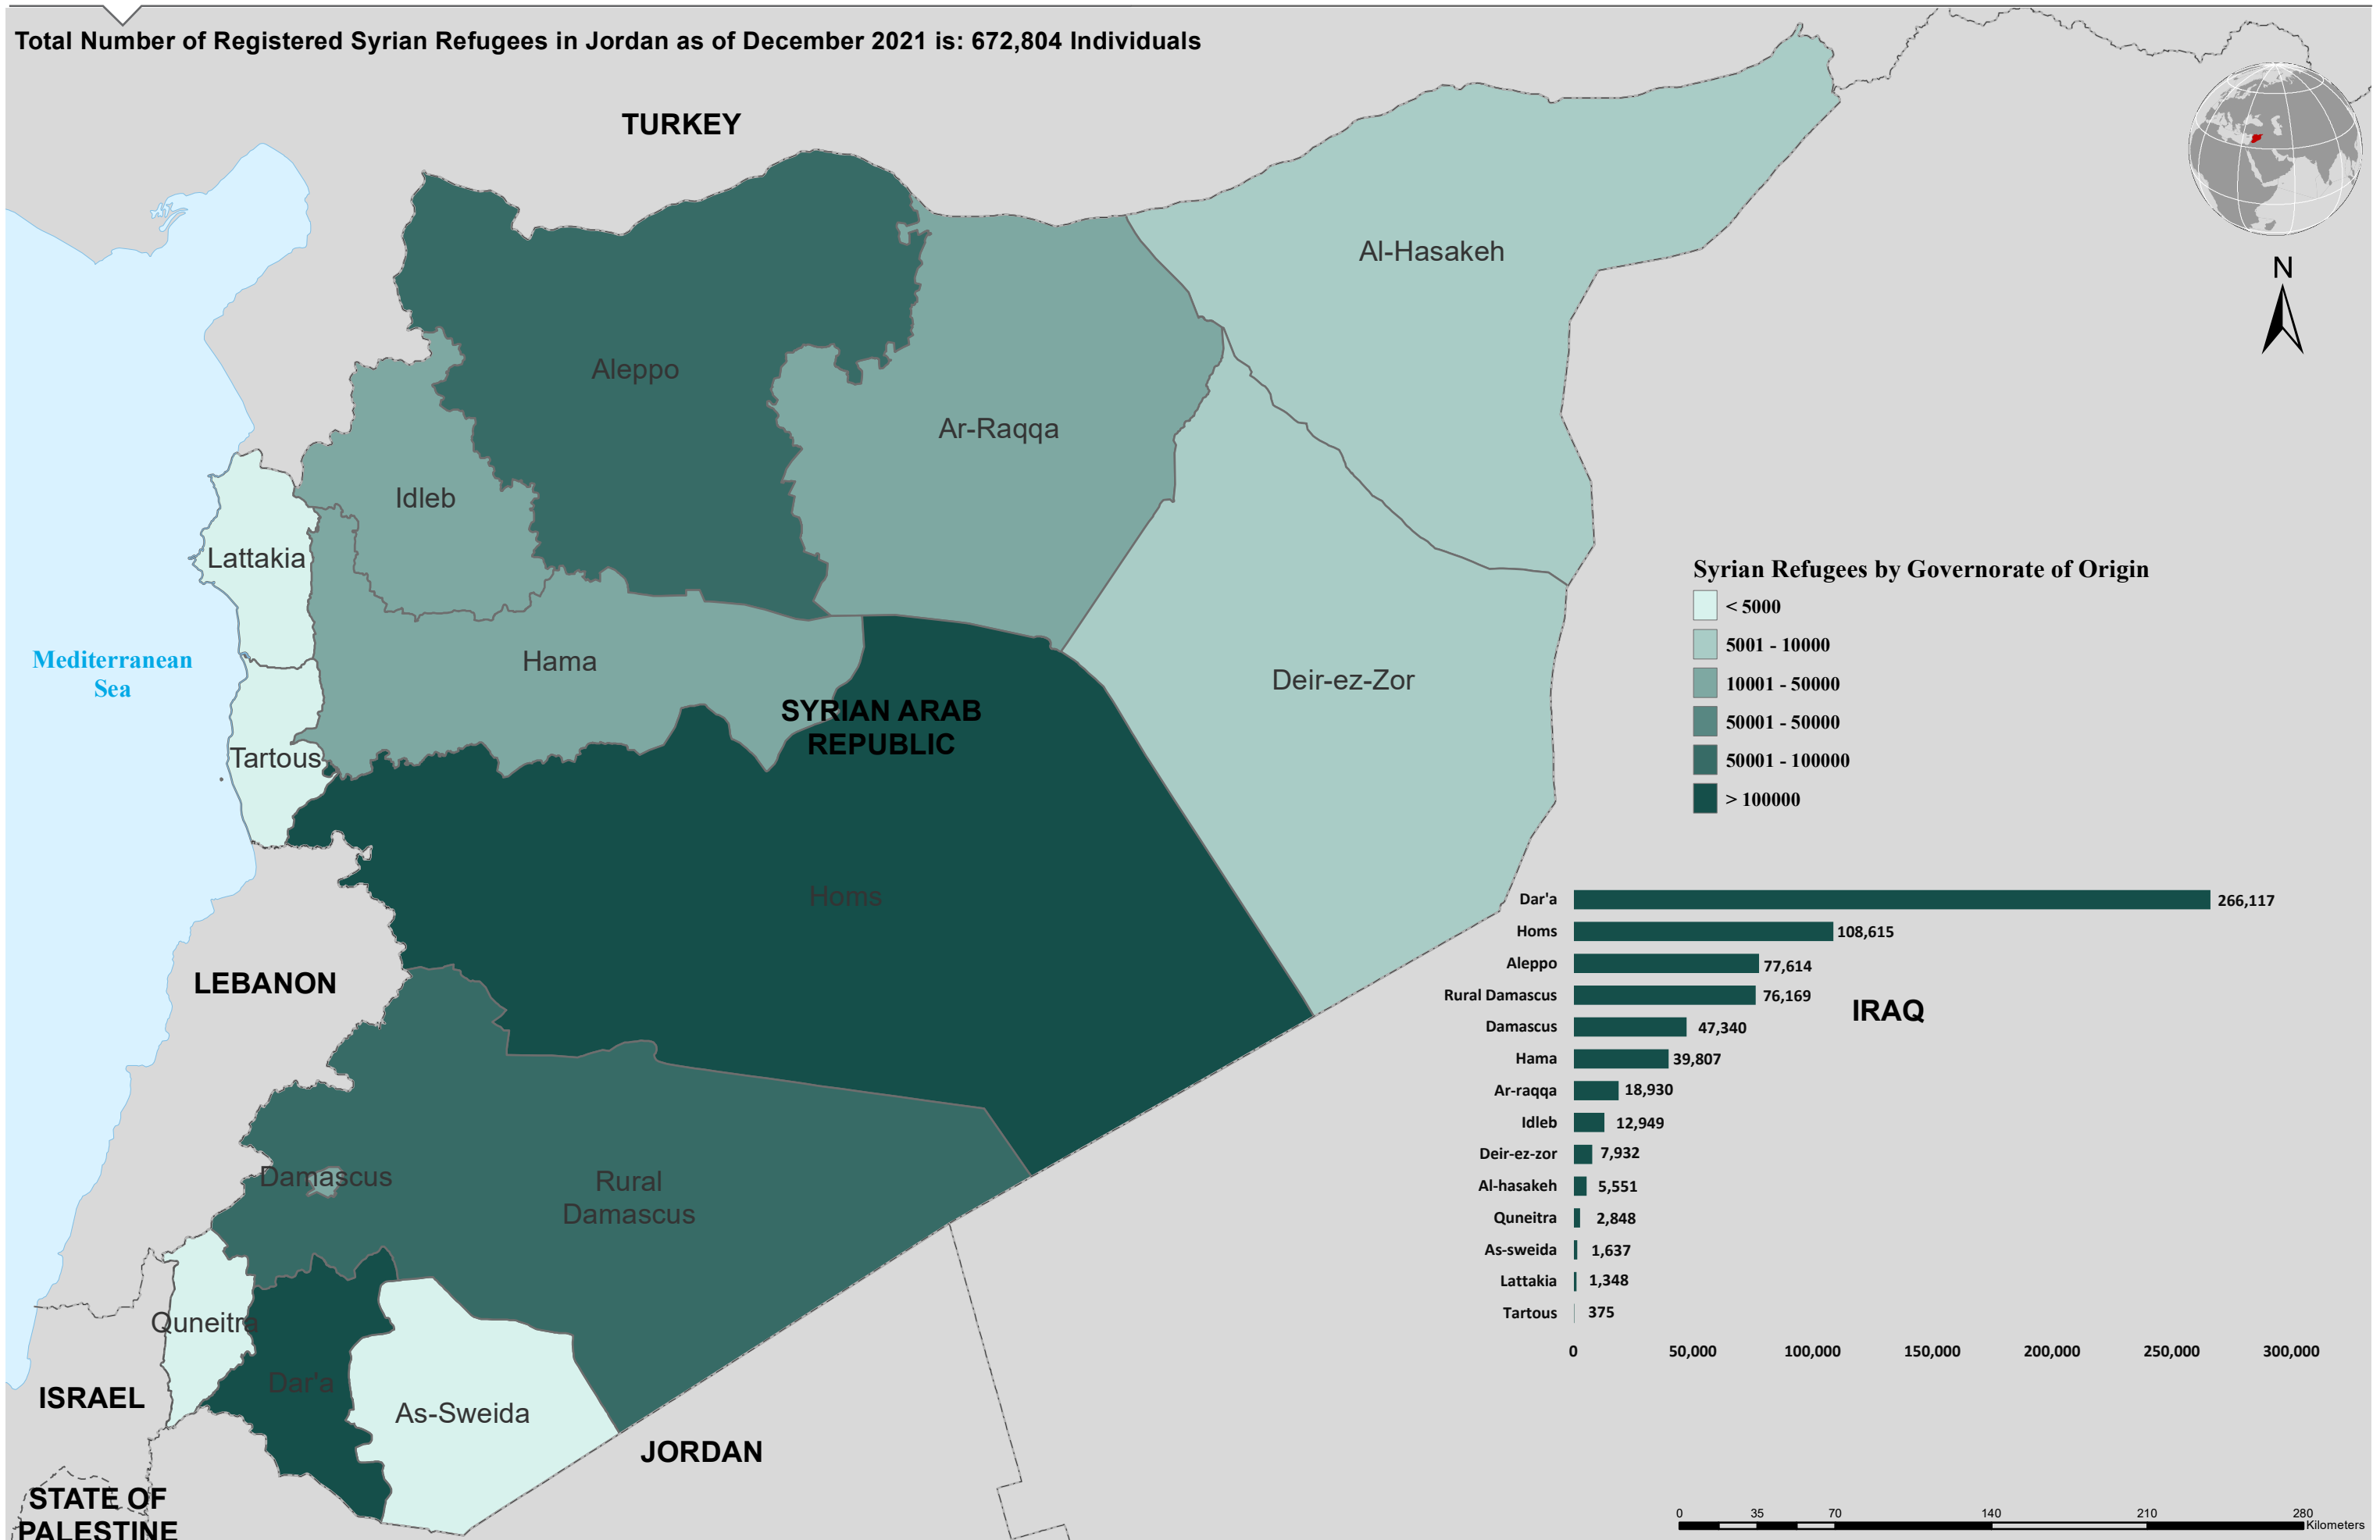 Total Number of Registered Syrian Refugees in Jordan as of December 2021 is: 672,804 Individuals
TURKEY
N
Al-Hasakeh
Aleppo
Ar-Raqqa
Idleb
Lattakia
Mediterranean
Sea
Hama
Deir-ez-Zor
SYRIAN ARAB
REPUBLIC
Tartous
Homs
LEBANON
Damascus
Rural
Damascus
Quneitra
Dar'a
As-Sweida
ISRAEL
JORDAN
STATE OF
PALESTINE
IRAQ
Syrian Refugees by Governorate of Origin
< 5000
5001 - 10000
10001 - 50000
50001 - 50000
50001 - 100000
> 100000
Dar'a 266,117
Homs 108,615
Aleppo 77,614
Rural Damascus 76,169
Damascus 47,340
Hama 39,807
Ar-raqqa 18,930
Idleb 12,949
Deir-ez-zor 7,932
Al-hasakeh 5,551
Quneitra 2,848
As-sweida 1,637
Lattakia 1,348
Tartous 375
0 50,000 100,000 150,000 200,000 250,000 300,000
0 35 70 140 210 280
Kilometers